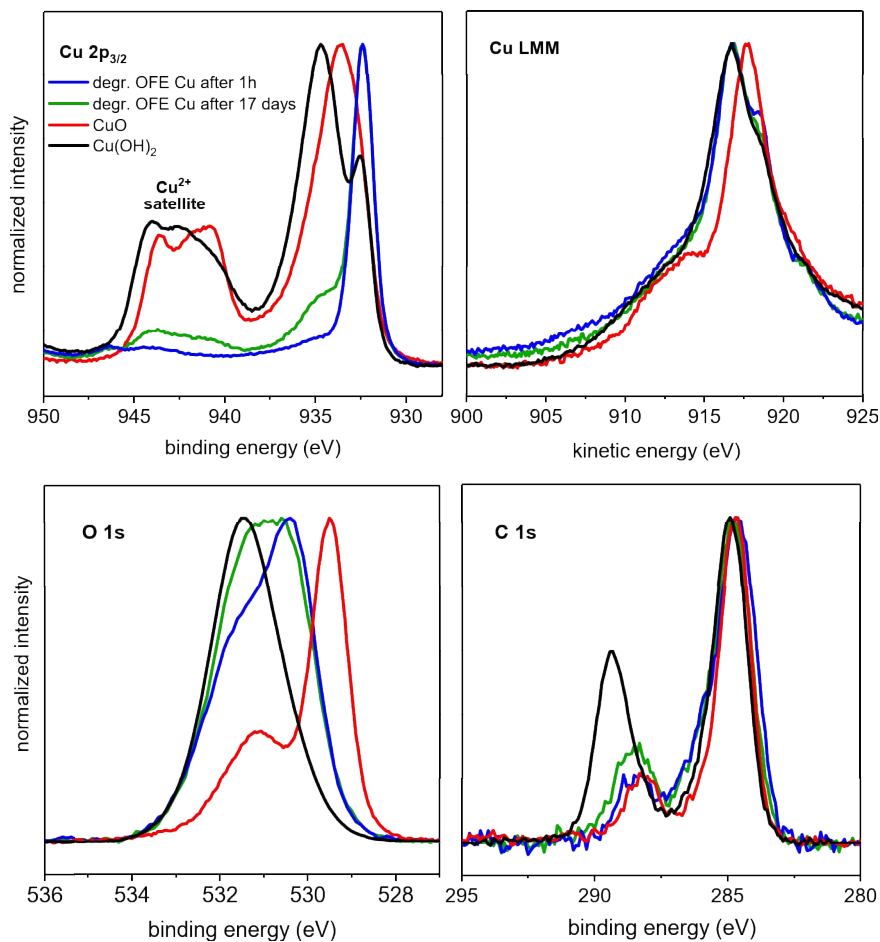 Cu 2p3/2
degr. OFE Cu after 1h
degr. OFE Cu after 17 days
CuO
Cu(OH)2
Cu2+
satellite
normalized intensity
950 945 940 935 930
binding energy (eV)
Cu LMM
900 905 910 915 920 925
kinetic energy (eV)
O 1s
normalized intensity
536 534 532 530 528
binding energy (eV)
C 1s
295 290 285 280
binding energy (eV)